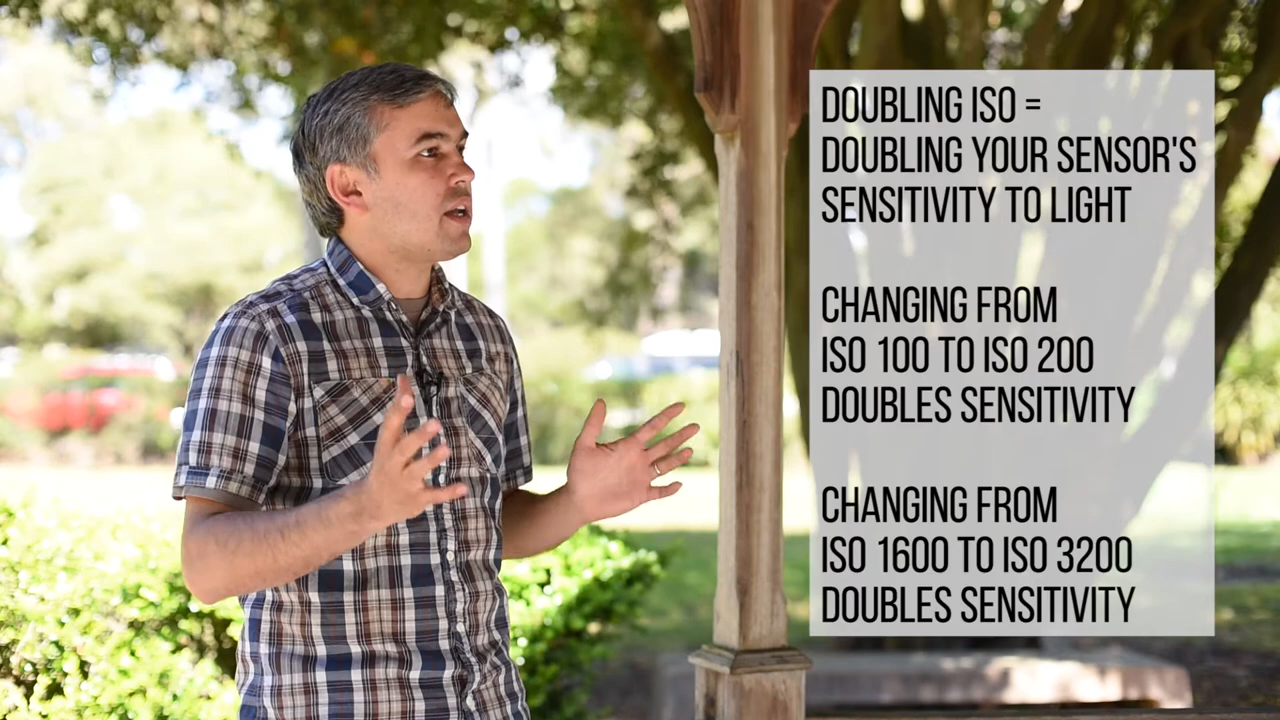 DOUBLING ISO =
DOUBLING YOUR SENSOR'S
SENSITIVITY TO LIGHT
CHANGING FROM
ISO 100 TO ISO 200
DOUBLES SENSITIVITY
CHANGING FROM
ISO 1600 TO ISO 3200
DOUBLES SENSITIVITY